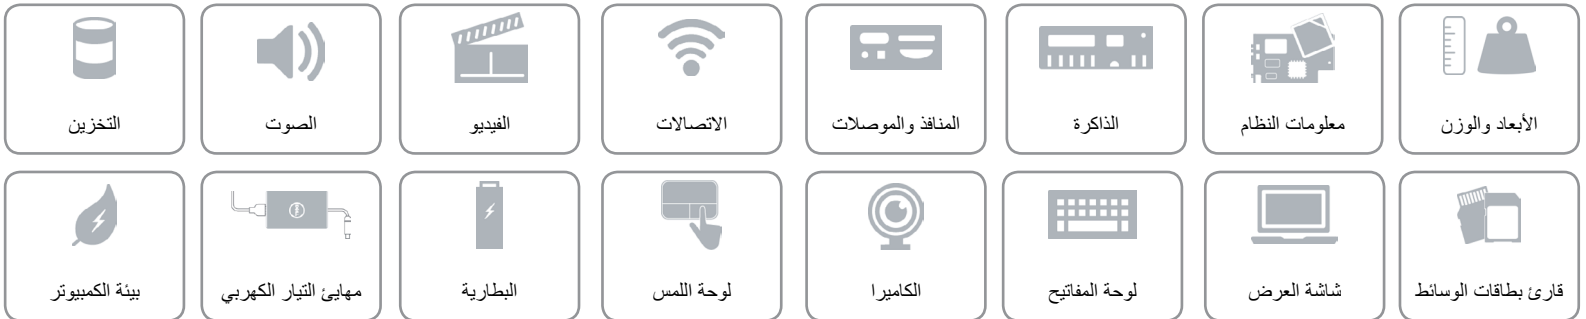 الأبعاد والوزن
معلومات النظام
الذاكرة
المنافذ والموصلات
الاتصالات
الفيديو
الصوت
التخزين
قارئ بطاقات الوسائط
شاشة العرض
لوحة المفاتيح
الكاميرا
لوحة اللمس
البطارية
مهايئ التيار الكهربي
بيئة الكمبيوتر